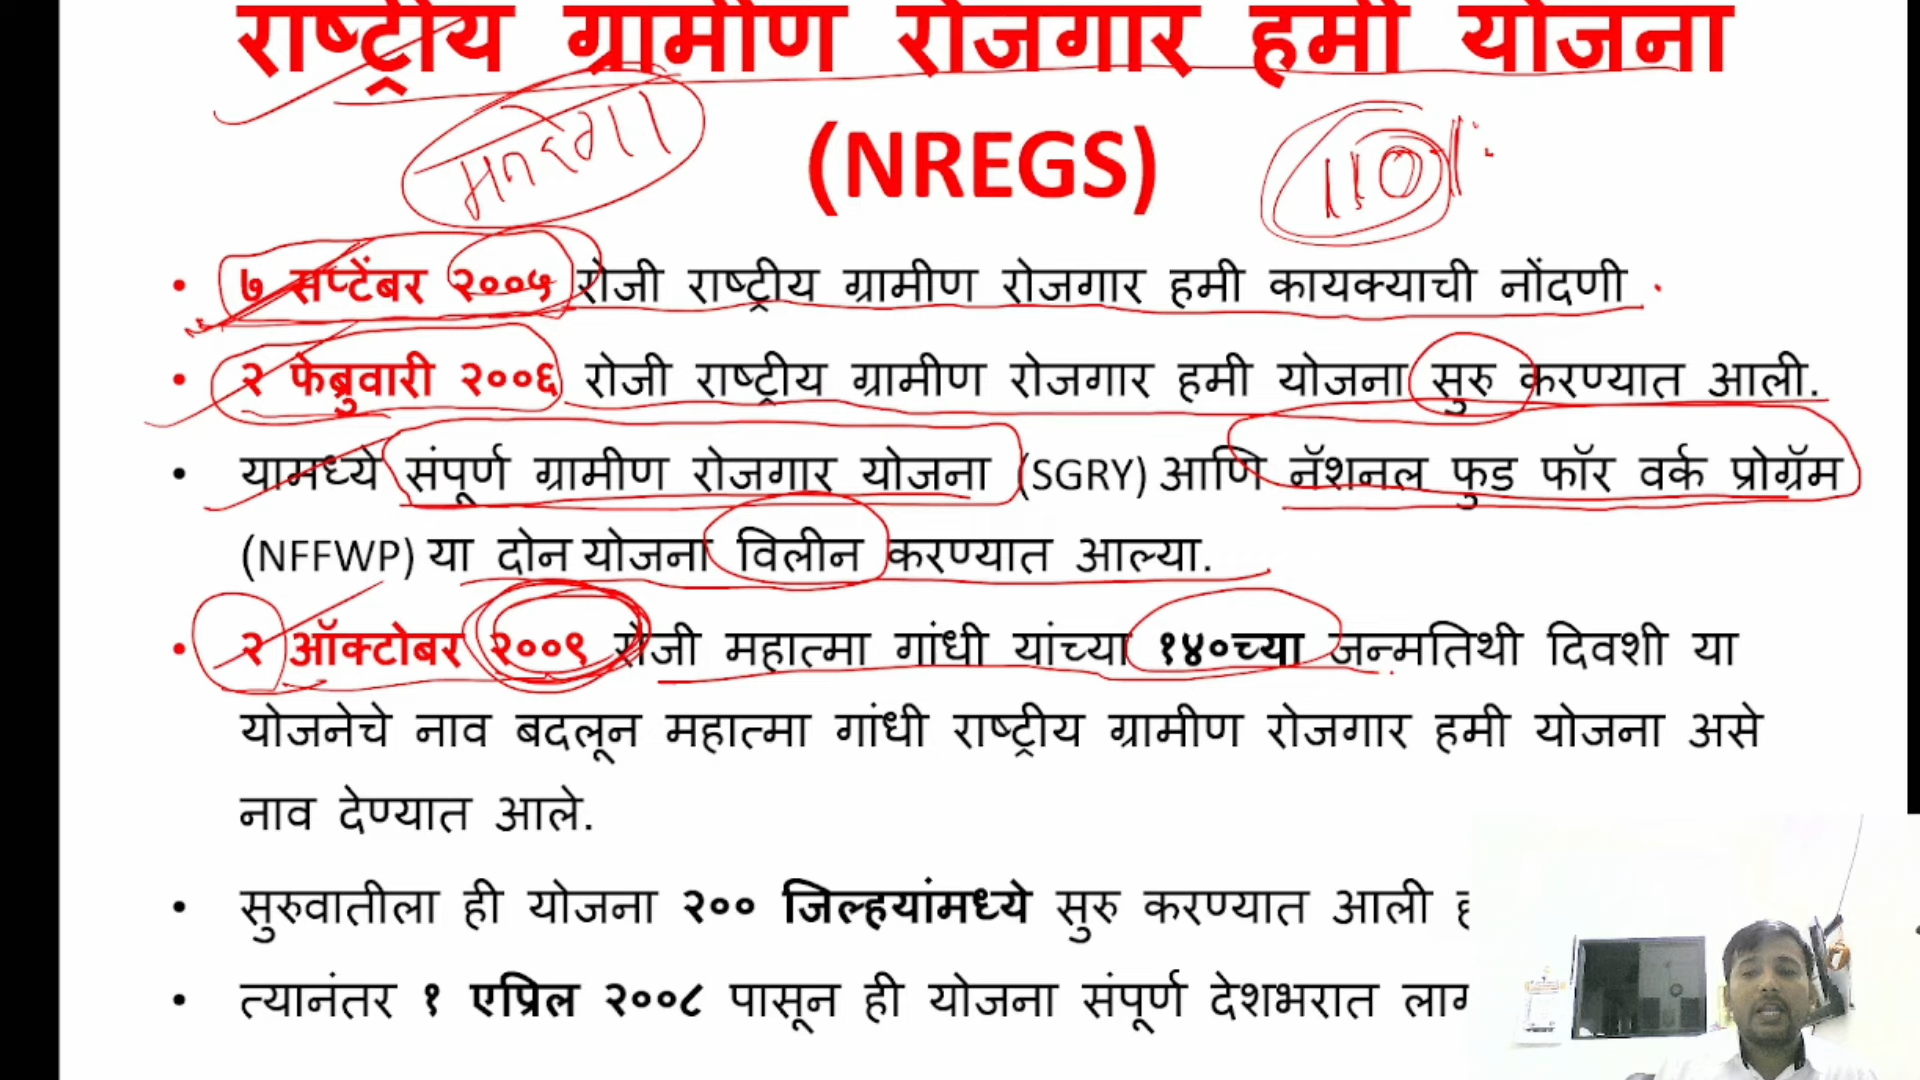 राष्ट्रीय ग्रामीण रोजगार हमी योजना
(NREGS)
मनरेगा
110%
• ७ सप्टेंबर २००५ रोजी राष्ट्रीय ग्रामीण रोजगार हमी कायक्याची नोंदणी
• २ फेब्रुवारी २००६ रोजी राष्ट्रीय ग्रामीण रोजगार हमी योजना सुरु करण्यात आली.
• यामध्ये संपूर्ण ग्रामीण रोजगार योजना (SGRY) आणि नॅशनल फुड फॉर वर्क प्रोग्रॅम
(NFFWP) या दोन योजना विलीन करण्यात आल्या.
• २ ऑक्टोबर २००९ रोजी महात्मा गांधी यांच्या १४०च्या जन्मतिथी दिवशी या
योजनेचे नाव बदलून महात्मा गांधी राष्ट्रीय ग्रामीण रोजगार हमी योजना असे
नाव देण्यात आले.
• सुरुवातीला ही योजना २०० जिल्हयांमध्ये सुरु करण्यात आली
• त्यानंतर १ एप्रिल २००८ पासून ही योजना संपूर्ण देशभरात